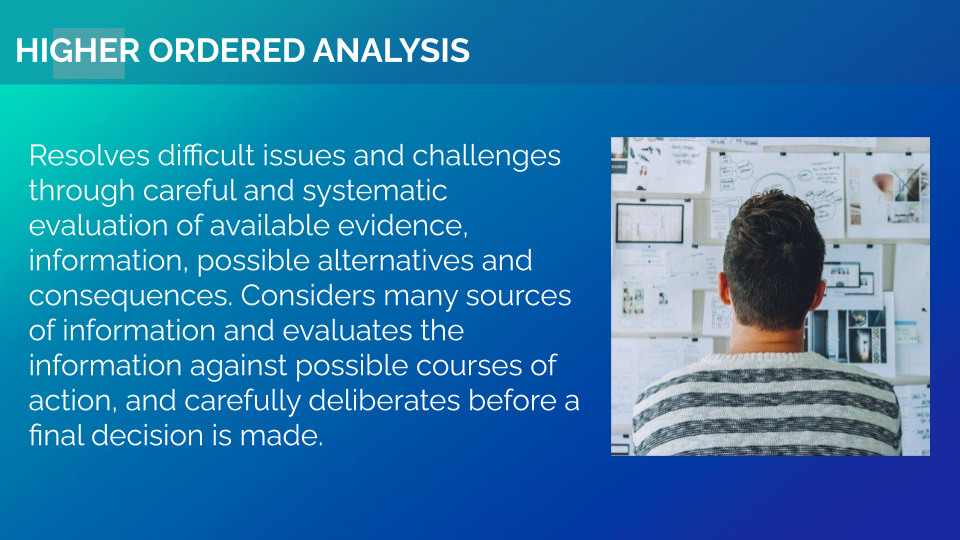 HIGHER ORDERED ANALYSIS
Resolves difficult issues and challenges
through careful and systematic
evaluation of available evidence,
information, possible alternatives and
consequences. Considers many sources
of information and evaluates the
information against possible courses of
action, and carefully deliberates before a
final decision is made.